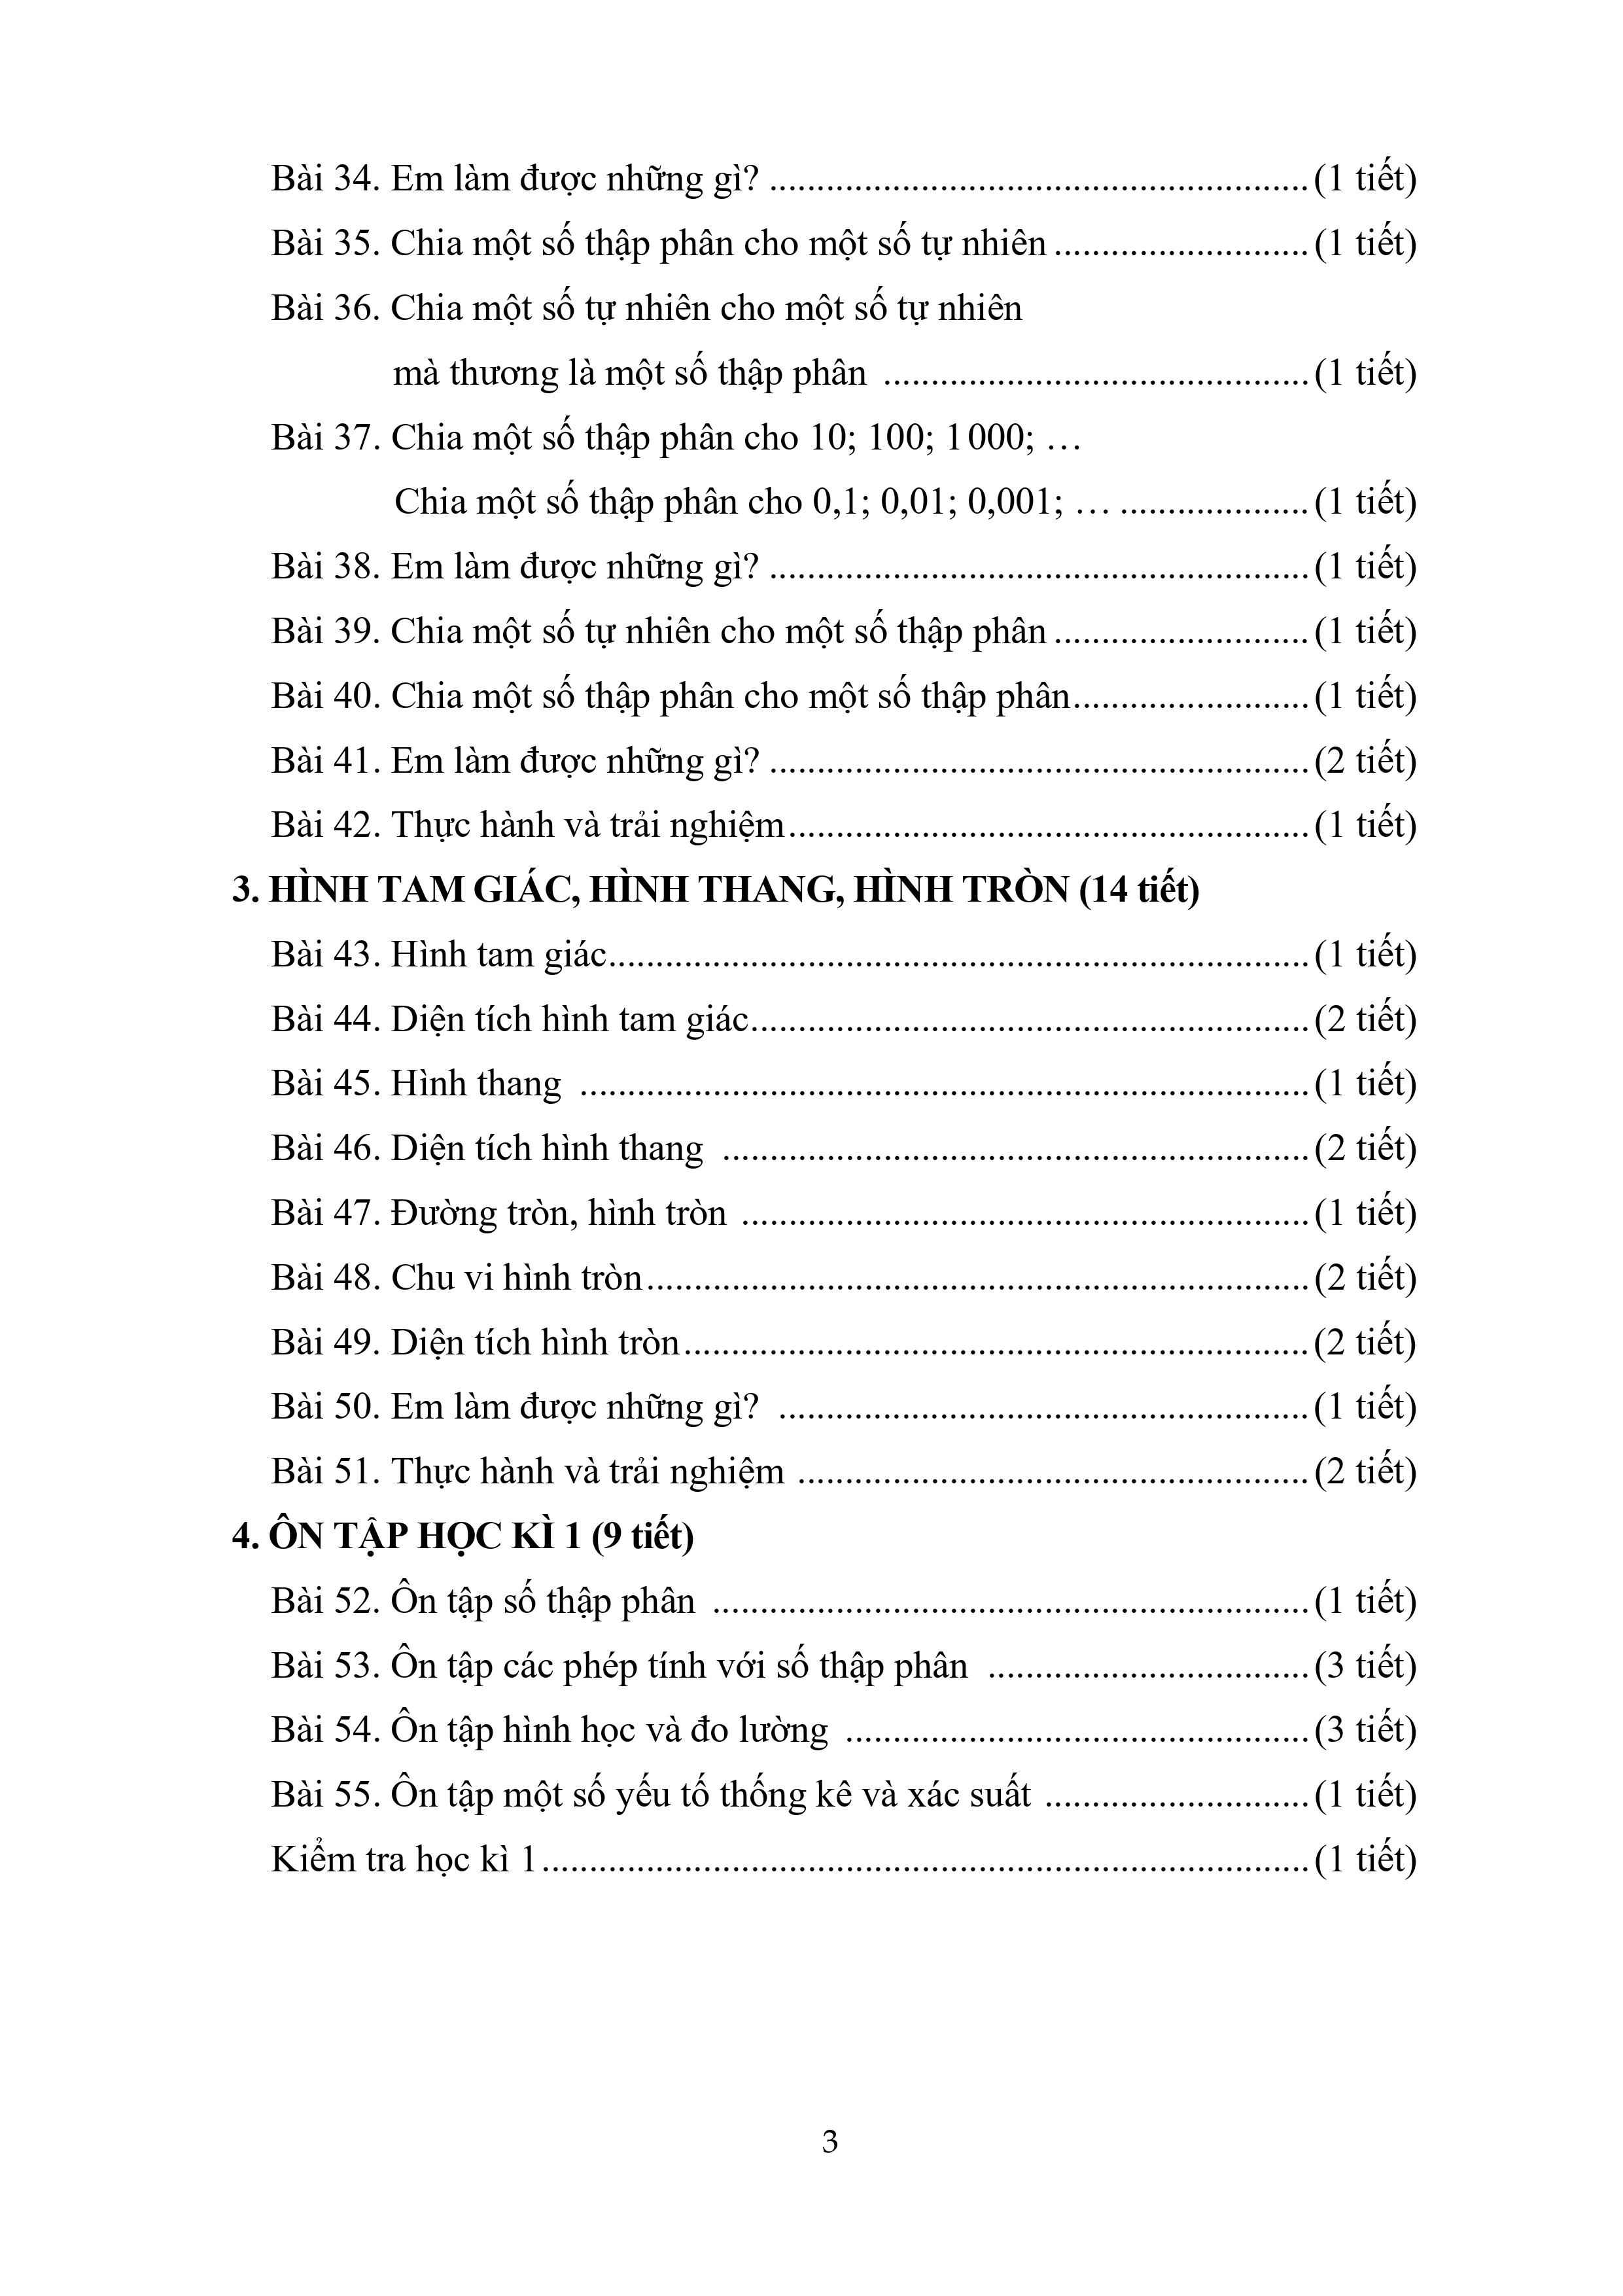 Bài 34. Em làm được những gì? ......................................................... (1 tiết)
Bài 35. Chia một số thập phân cho một số tự nhiên ........................... (1 tiết)
Bài 36. Chia một số tự nhiên cho một số tự nhiên
mà thương là một số thập phân ............................................. (1 tiết)
Bài 37. Chia một số thập phân cho 10; 100; 1 000; …
Chia một số thập phân cho 0,1; 0,01; 0,001; … .................... (1 tiết)
Bài 38. Em làm được những gì? ......................................................... (1 tiết)
Bài 39. Chia một số tự nhiên cho một số thập phân ........................... (1 tiết)
Bài 40. Chia một số thập phân cho một số thập phân......................... (1 tiết)
Bài 41. Em làm được những gì? ......................................................... (2 tiết)
Bài 42. Thực hành và trải nghiệm....................................................... (1 tiết)
3. HÌNH TAM GIÁC, HÌNH THANG, HÌNH TRÒN (14 tiết)
Bài 43. Hình tam giác.......................................................................... (1 tiết)
Bài 44. Diện tích hình tam giác........................................................... (2 tiết)
Bài 45. Hình thang ............................................................................. (1 tiết)
Bài 46. Diện tích hình thang .............................................................. (2 tiết)
Bài 47. Đường tròn, hình tròn ............................................................ (1 tiết)
Bài 48. Chu vi hình tròn...................................................................... (2 tiết)
Bài 49. Diện tích hình tròn.................................................................. (2 tiết)
Bài 50. Em làm được những gì? ........................................................ (1 tiết)
Bài 51. Thực hành và trải nghiệm ...................................................... (2 tiết)
4. ÔN TẬP HỌC KÌ 1 (9 tiết)
Bài 52. Ôn tập số thập phân ............................................................... (1 tiết)
Bài 53. Ôn tập các phép tính với số thập phân .................................. (3 tiết)
Bài 54. Ôn tập hình học và đo lường ................................................. (3 tiết)
Bài 55. Ôn tập một số yếu tố thống kê và xác suất ............................ (1 tiết)
Kiểm tra học kì 1................................................................................. (1 tiết)
3